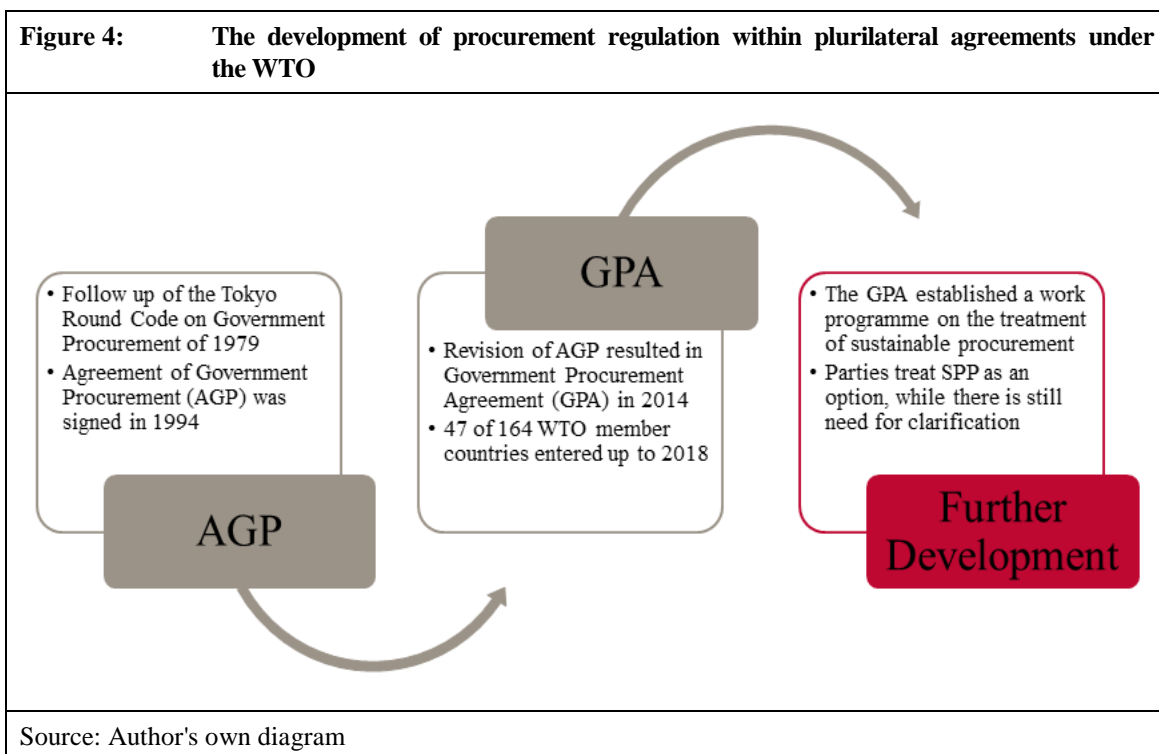 Figure 4: The development of procurement regulation within plurilateral agreements under
the WTO
• Follow up of the Tokyo
Round Code on Government
Procurement of 1979
• Agreement of Government
Procurement (AGP) was
signed in 1994
AGP
GPA
• Revision of AGP resulted in
Government Procurement
Agreement (GPA) in 2014
• 47 of 164 WTO member
countries entered up to 2018
• The GPA established a work
programme on the treatment
of sustainable procurement
• Parties treat SPP as an
option, while there is still
need for clarification
Further
Development
Source: Author's own diagram